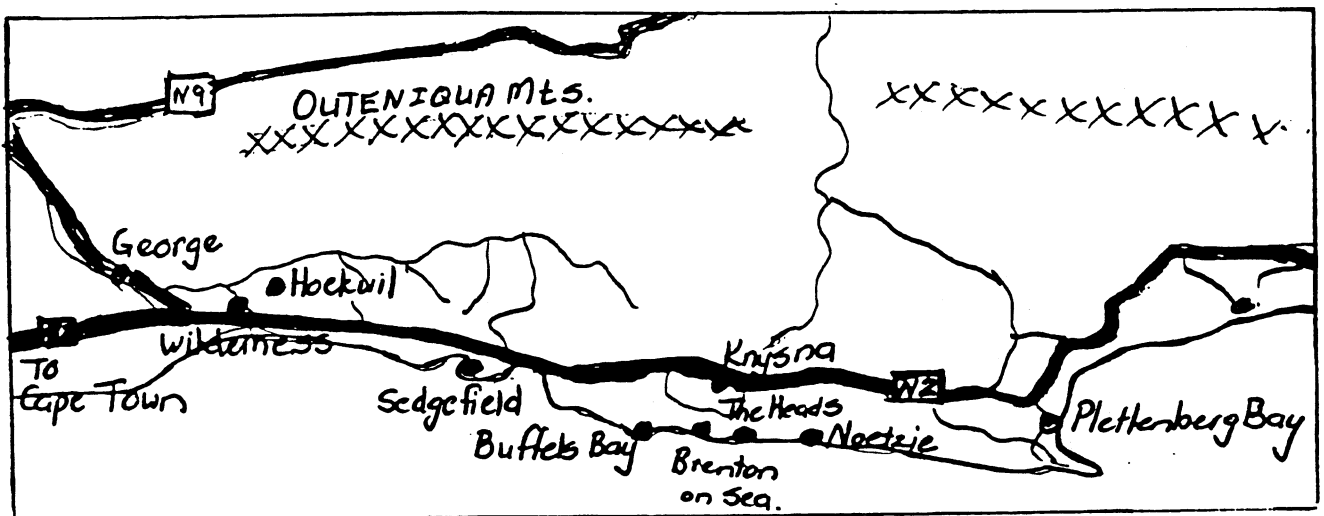 N9
OUTENIQUA Mts.
George
Hoekwil
Wilderness
To
Cape Town
Sedgefield
Knysna
N2
The Heads
Plettenberg Bay
Buffels Bay
Noetzie
Brenton
on Sea.